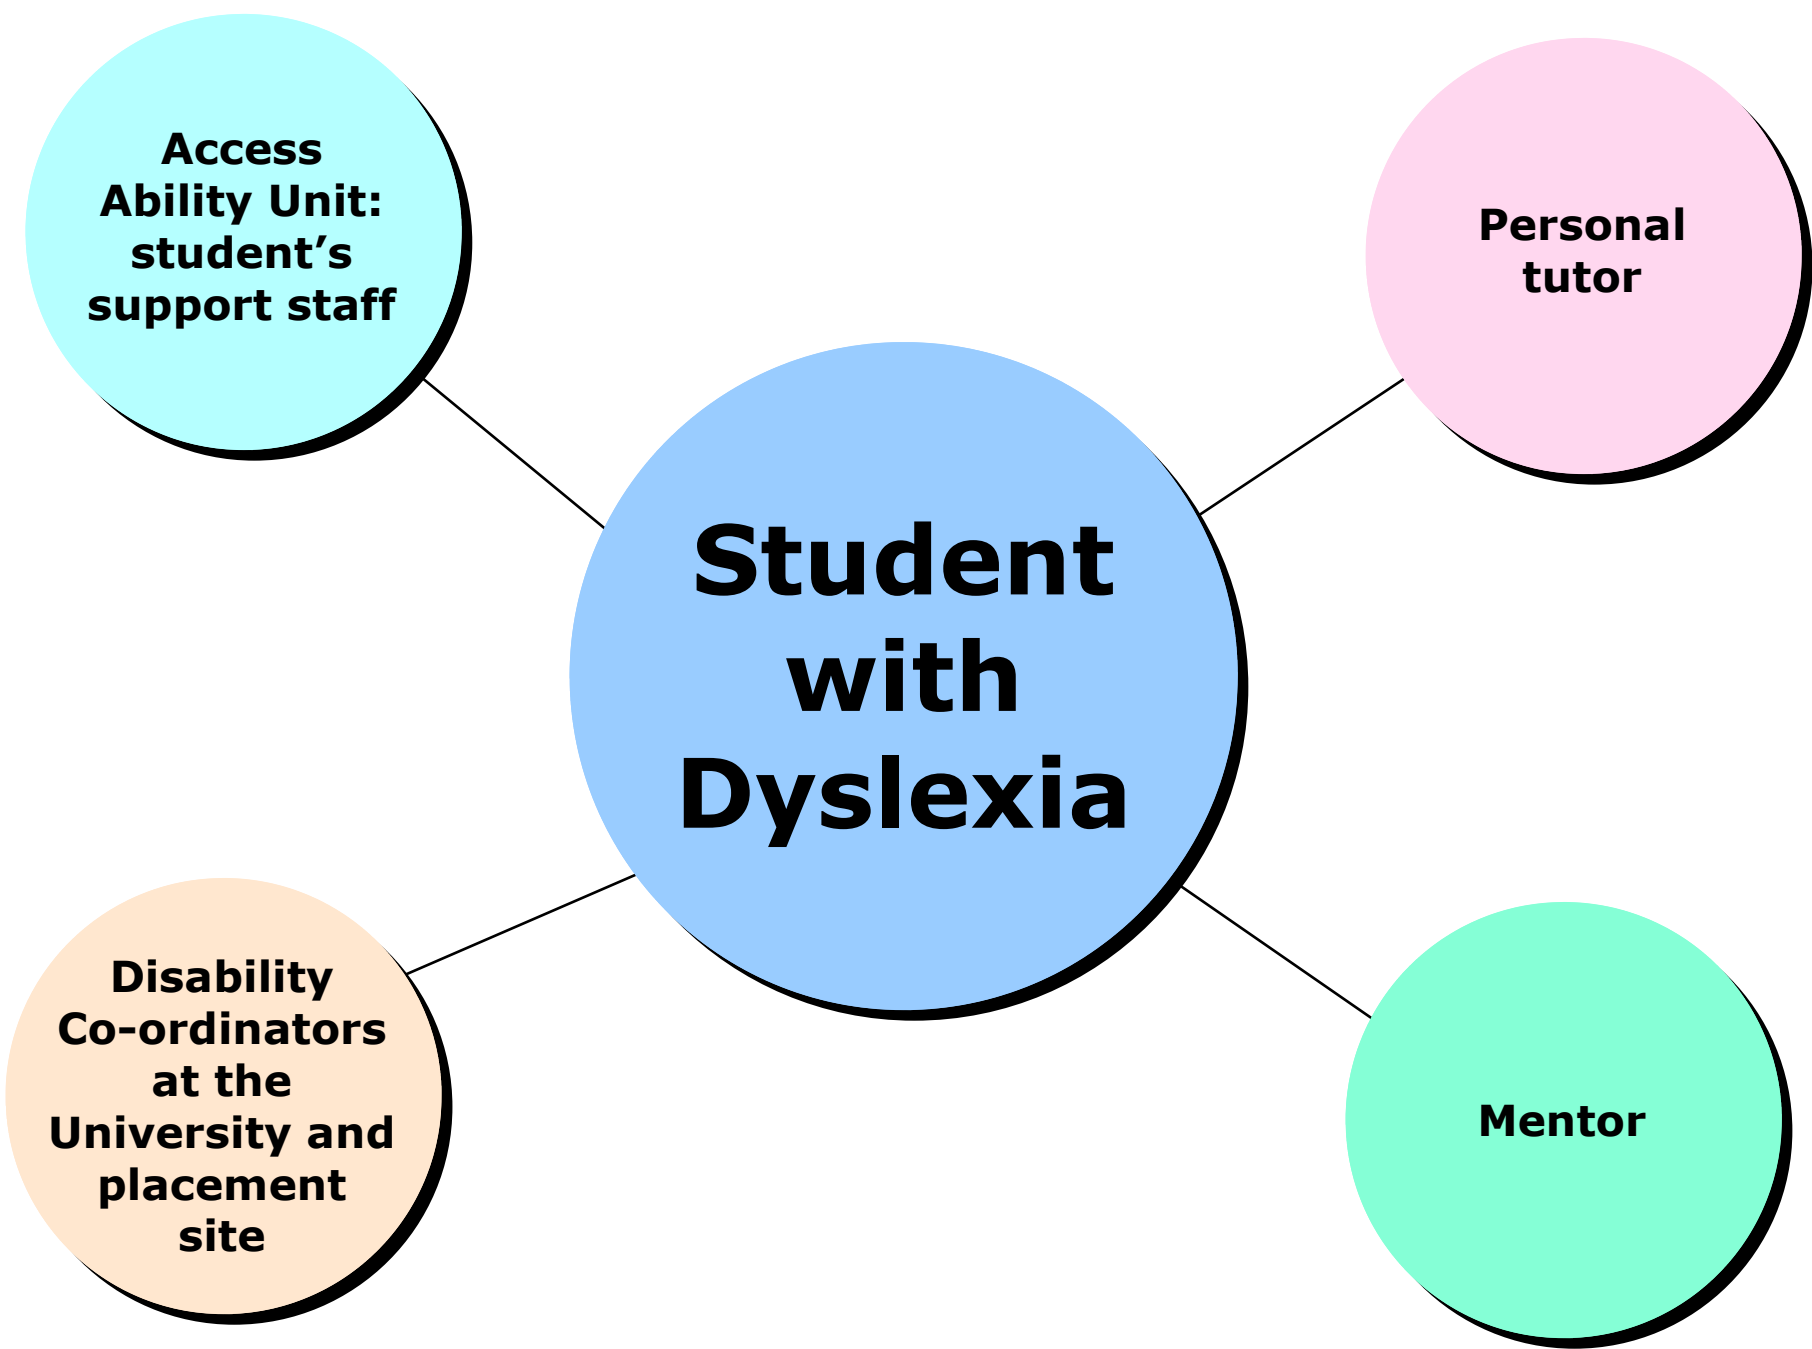 Access
Ability Unit:
student’s
support staff
Personal
tutor
Student
with
Dyslexia
Disability
Co-ordinators
at the
University and
placement
site
Mentor